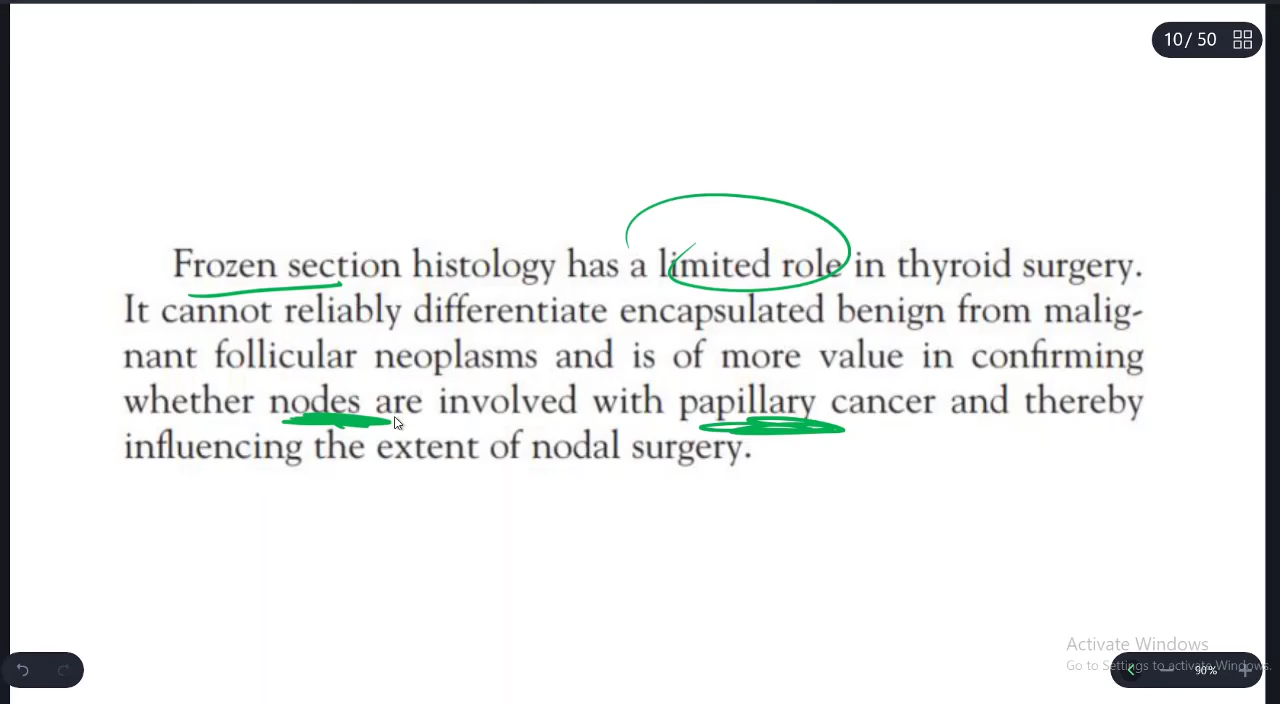 10/ 50
Frozen section histology has a limited role in thyroid surgery.
It cannot reliably differentiate encapsulated benign from malig-
nant follicular neoplasms and is of more value in confirming
whether nodes are involved with papillary cancer and thereby
influencing the extent of nodal surgery.
Activate Windows
Go to Settings to activate Windows.
90%